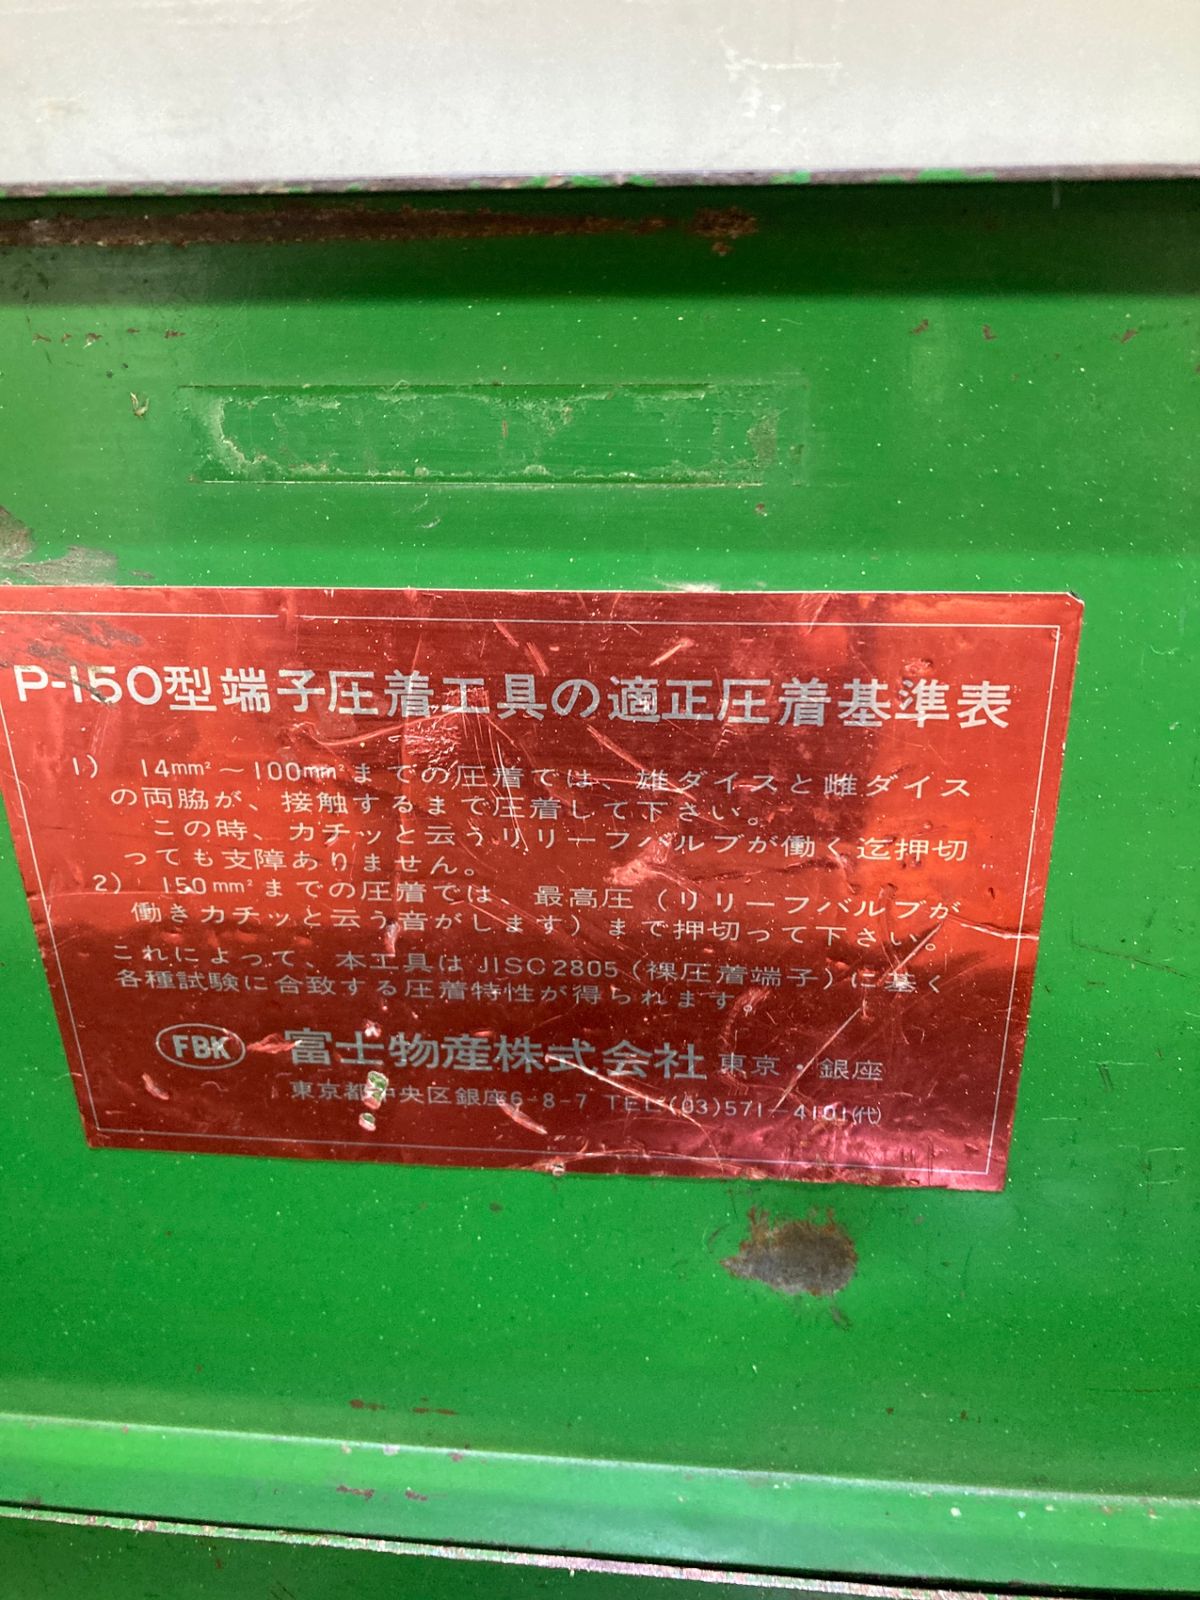 P-150型端子圧着工具の適正圧着基準表
1) 14mm²～100mm²までの圧着では、雄ダイスと雌ダイス
の両脇が、接触するまで圧着して下さい。
この時、カチッと云うリリーフバルブが働く迄押切
っても支障ありません。
2) 150mm²までの圧着では、最高圧（リリーフバルブが
働きカチッと云う音がします）まで押切って下さい。
これによって、本工具はJISC2805（裸圧着端子）に基く
各種試験に合致する圧着特性が得られます。
FBK 富士物産株式会社 東京・銀座
東京都中央区銀座6-8-7 TEL(03)571-4101(代)